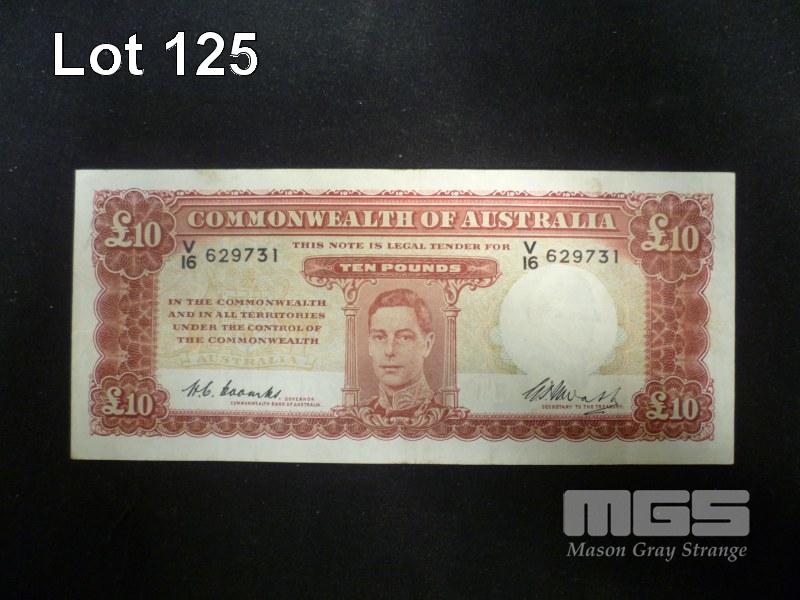 Lot 125
£10 £10
COMMONWEALTH OF AUSTRALIA
THIS NOTE IS LEGAL TENDER FOR
V/16 629731 V/16 629731
TEN POUNDS
IN THE COMMONWEALTH
AND IN ALL TERRITORIES
UNDER THE CONTROL OF
THE COMMONWEALTH
AUSTRALIA
H.C. Coombs
GOVERNOR
COMMONWEALTH BANK OF AUSTRALIA
SECRETARY TO THE TREASURY
£10 £10
MGS
Mason Gray Strange